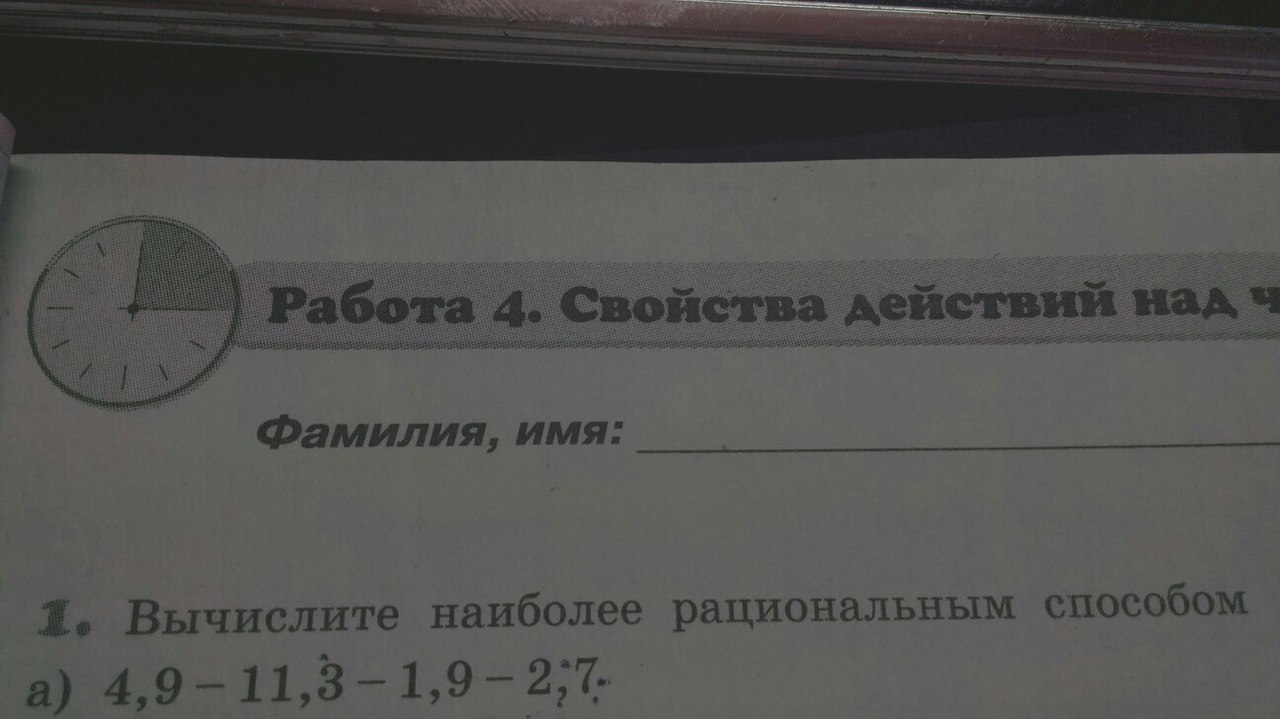 Работа 4. Свойства действий над
Фамилия, имя:
1. Вычислите наиболее рациональным способом
а) 4,9 – 11,3 – 1,9 – 2,7